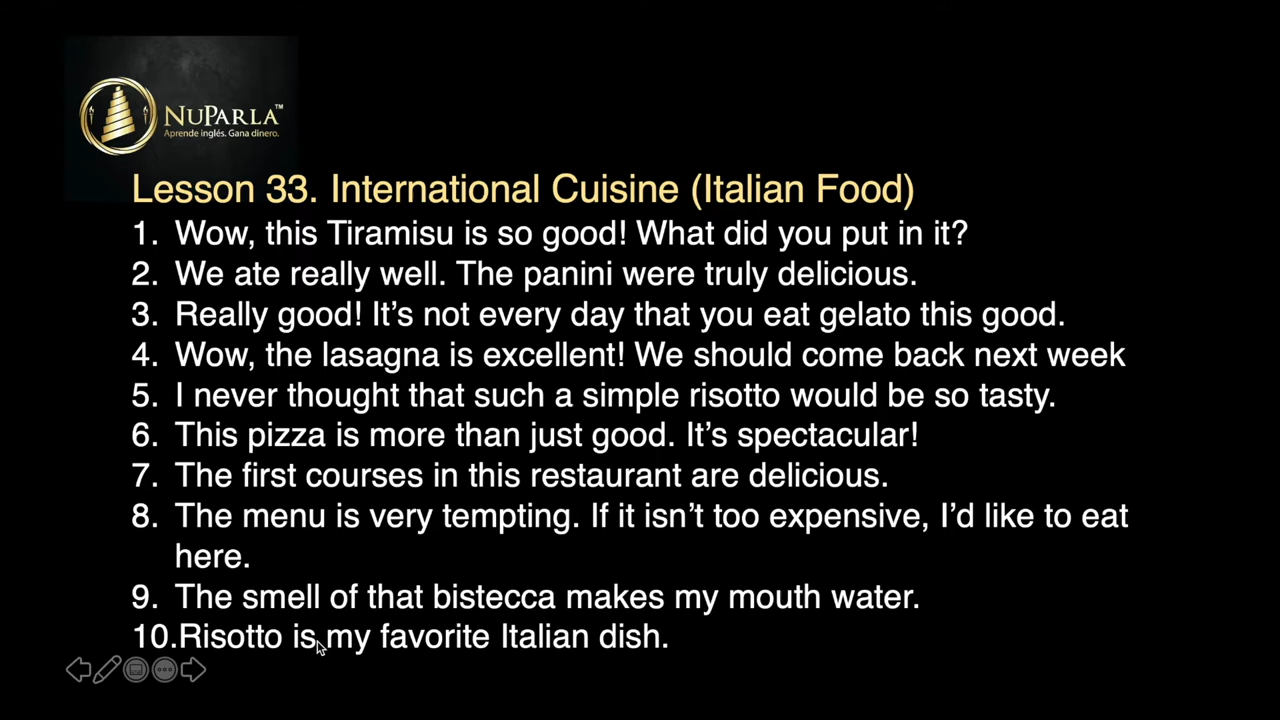 NUPARLA™
Aprende inglés. Gana dinero.
Lesson 33. International Cuisine (Italian Food)
1. Wow, this Tiramisu is so good! What did you put in it?
2. We ate really well. The panini were truly delicious.
3. Really good! It’s not every day that you eat gelato this good.
4. Wow, the lasagna is excellent! We should come back next week
5. I never thought that such a simple risotto would be so tasty.
6. This pizza is more than just good. It’s spectacular!
7. The first courses in this restaurant are delicious.
8. The menu is very tempting. If it isn’t too expensive, I’d like to eat
here.
9. The smell of that bistecca makes my mouth water.
10.Risotto is my favorite Italian dish.